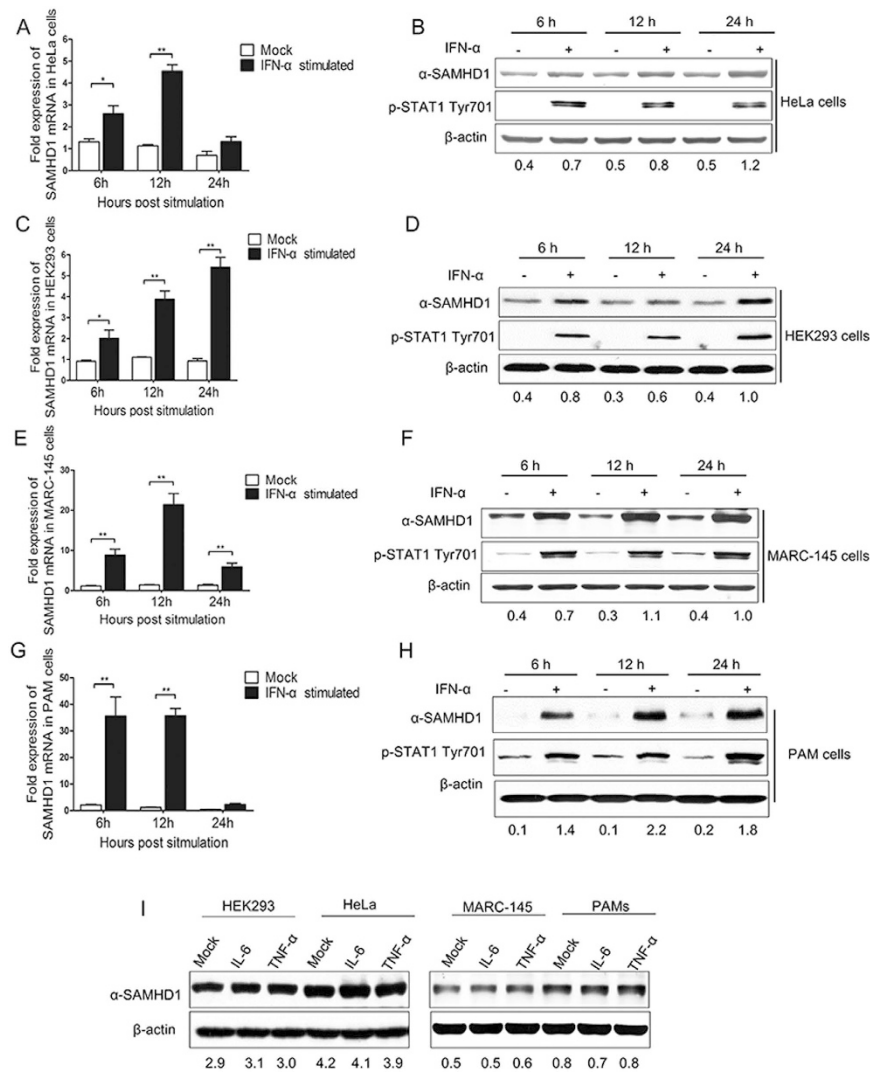 A
Fold expression of
SAMHD1 mRNA in HeLa cells
6
5
4
3
2
1
0
*
**
Mock
IFN-α stimulated
6h 12h 24h
Hours post sitmulation
B
6 h 12 h 24 h
IFN-α - + - + - +
α-SAMHD1
p-STAT1 Tyr701
β-actin
HeLa cells
0.4 0.7 0.5 0.8 0.5 1.2
C
Fold expression of
SAMHD1 mRNA in HEK293 cells
6
5
4
3
2
1
0
*
**
**
Mock
IFN-α stimulated
6h 12h 24h
Hours post sitmulation
D
6 h 12 h 24 h
IFN-α - + - + - +
α-SAMHD1
p-STAT1 Tyr701
β-actin
HEK293 cells
0.4 0.8 0.3 0.6 0.4 1.0
E
Fold expression of
SAMHD1 mRNA in MARC-145 cells
30
20
10
0
**
**
**
Mock
IFN-α stimulated
6h 12h 24h
Hours post sitmulation
F
6 h 12 h 24 h
IFN-α - + - + - +
α-SAMHD1
p-STAT1 Tyr701
β-actin
MARC-145 cells
0.4 0.7 0.3 1.1 0.4 1.0
G
Fold expression of
SAMHD1 mRNA in PAM cells
50
40
30
20
10
0
**
**
Mock
IFN-α stimulated
6h 12h 24h
Hours post sitmulation
H
6 h 12 h 24 h
IFN-α - + - + - +
α-SAMHD1
p-STAT1 Tyr701
β-actin
PAM cells
0.1 1.4 0.1 2.2 0.2 1.8
I
HEK293 HeLa MARC-145 PAMs
Mock IL-6 TNF-α Mock IL-6 TNF-α Mock IL-6 TNF-α Mock IL-6 TNF-α
α-SAMHD1
β-actin
2.9 3.1 3.0 4.2 4.1 3.9 0.5 0.5 0.6 0.8 0.7 0.8